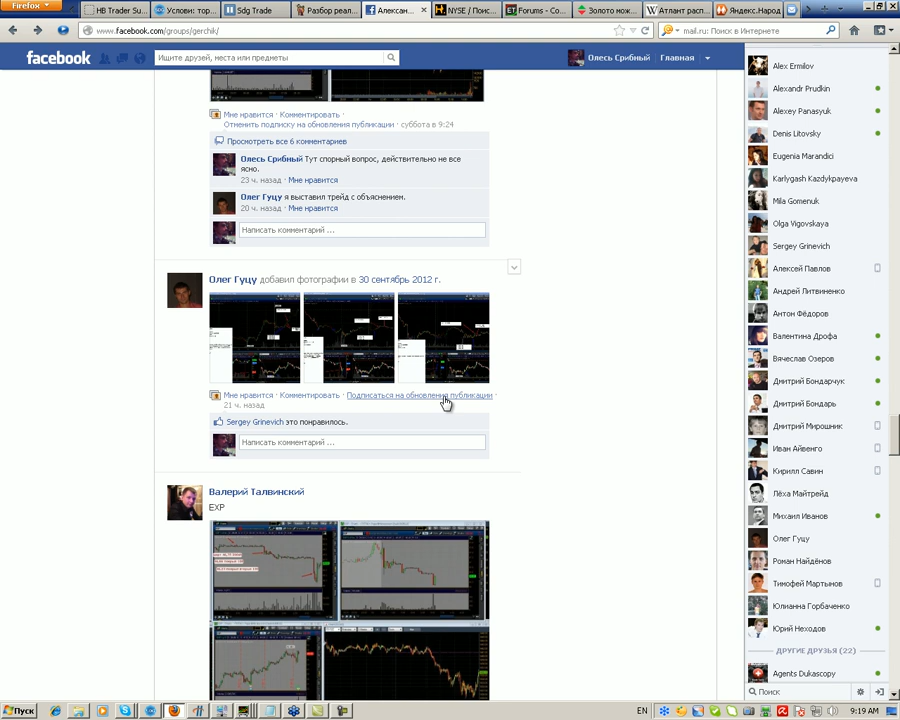 Firefox
HB Trader Su...
Условия: тор...
Sdg Trade
Разбор реал...
Алексан...
NYSE / Поис...
Forums - Co...
Золото мож...
Атлант расп...
Яндекс.Народ
www.facebook.com/groups/gerchik/
mail.ru: Поиск в Интернете
facebook
Ищите друзей, места или предметы
Олесь Срибный
Главная
Мне нравится · Комментировать ·
Отменить подписку на обновления публикации · суббота в 9:24
Просмотреть все 6 комментариев
Олесь Срибный Тут спорный вопрос, действительно не все
ясно.
23 ч. назад · Мне нравится
Олег Гуцу я выставил трейд с объяснением.
20 ч. назад · Мне нравится
Написать комментарий ...
Олег Гуцу добавил фотографии в 30 сентябрь 2012 г.
Мне нравится · Комментировать · Подписаться на обновления публикации ·
21 ч. назад
Sergey Grinevich это понравилось.
Написать комментарий ...
Валерий Талвинский
EXP
Alex Ermilov
Alexandr Prudkin
Alexey Panasyuk
Denis Litovsky
Eugenia Marandici
Karlygash Kazdykpayeva
Mila Gomenuk
Olga Vigovskaya
Sergey Grinevich
Алексей Павлов
Андрей Литвиненко
Антон Фёдоров
Валентина Дрофа
Вячеслав Озеров
Дмитрий Бондарчук
Дмитрий Бондарь
Дмитрий Мирошник
Иван Айвенго
Кирилл Савин
Лёха Майтрейд
Михаил Иванов
Олег Гуцу
Роман Найдёнов
Тимофей Мартынов
Юлианна Горбаченко
Юрий Неходов
ДРУГИЕ ДРУЗЬЯ (22)
Agents Dukascopy
Поиск
Пуск
EN
9:19 AM